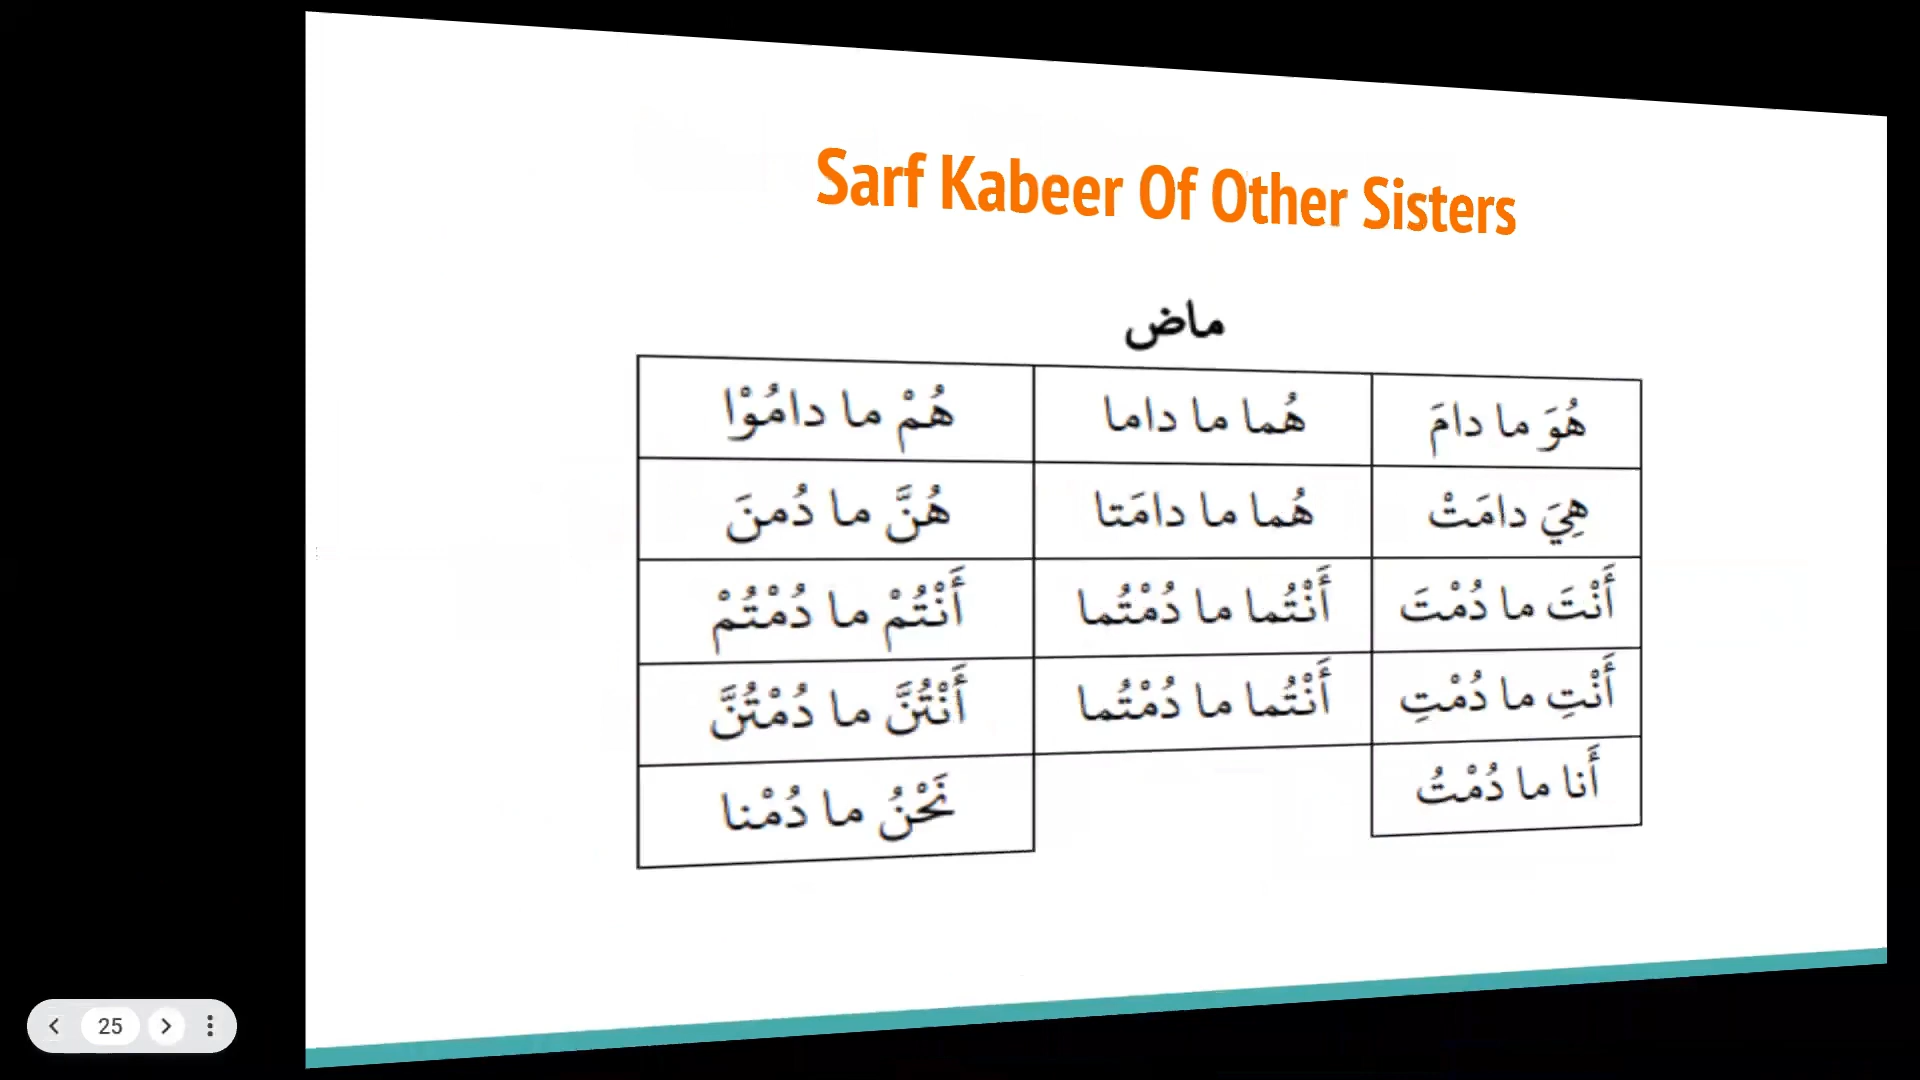 Sarf Kabeer Of Other Sisters
ماض
هُوَ ما دامَ هُما ما داما هُمْ ما دامُوْا
هِيَ دامَتْ هُما ما دامَتا هُنَّ ما دُمنَ
أَنْتَ ما دُمْتَ أَنْتُما ما دُمْتُما أَنْتُمْ ما دُمْتُمْ
أَنْتِ ما دُمْتِ أَنْتُما ما دُمْتُما أَنْتُنَّ ما دُمْتُنَّ
أَنا ما دُمْتُ نَحْنُ ما دُمْنا
25